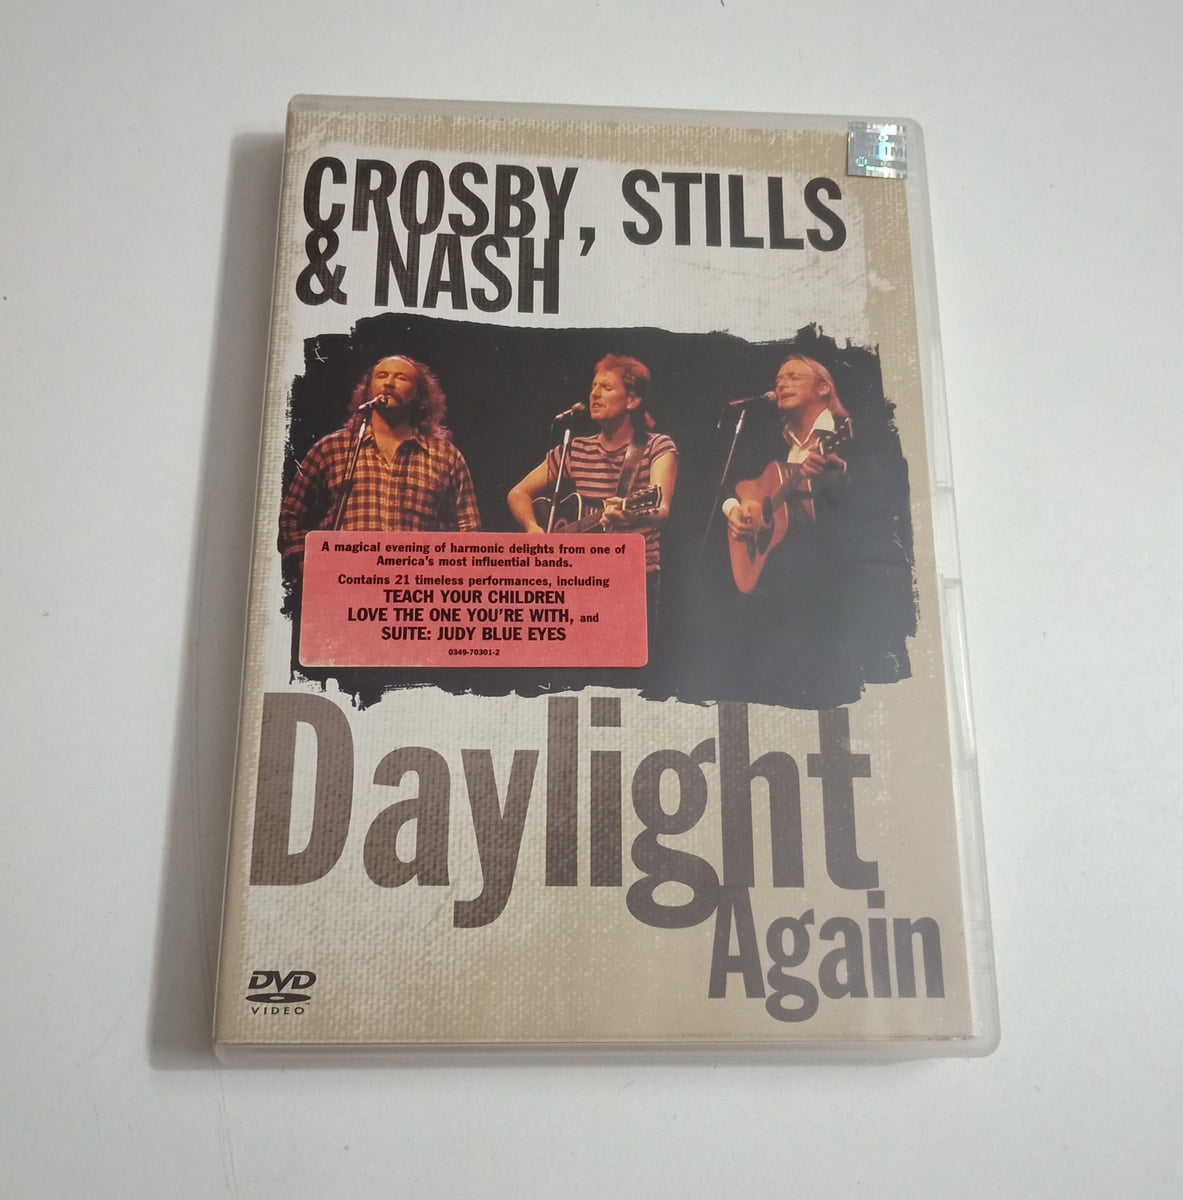 CROSBY, STILLS
& NASH
A magical evening of harmonic delights from one of
America's most influential bands.
Contains 21 timeless performances, including
TEACH YOUR CHILDREN
LOVE THE ONE YOU'RE WITH, and
SUITE: JUDY BLUE EYES
0349-70301-2
Daylight
Again
DVD
VIDEO